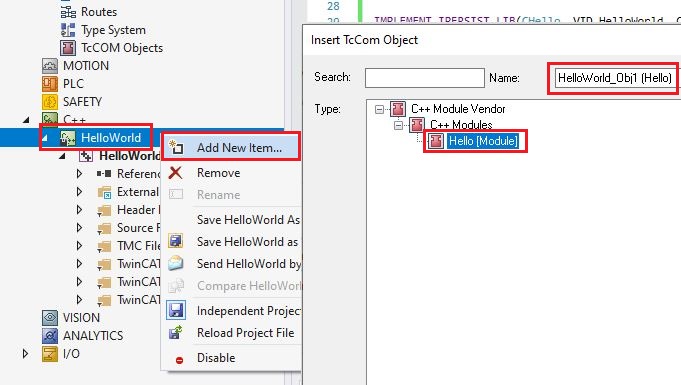 Routes
Type System
TcCOM Objects
MOTION
PLC
SAFETY
C++
HelloWorld
HelloWorld
Referenc
External
Header F
Source F
TMC File
TwinCAT
TwinCAT
TwinCAT
VISION
ANALYTICS
I/O
Add New Item...
Remove
Rename
Save HelloWorld As
Save HelloWorld as
Send HelloWorld by
Compare HelloWorld
Independent Project
Reload Project File
Disable
28
29
IMPLEMENT_IPERSIST_LIB(CHello, VID_HelloWorld, C
Insert TcCom Object
Search:
Name:
HelloWorld_Obj1 (Hello)
Type:
C++ Module Vendor
C++ Modules
Hello [Module]